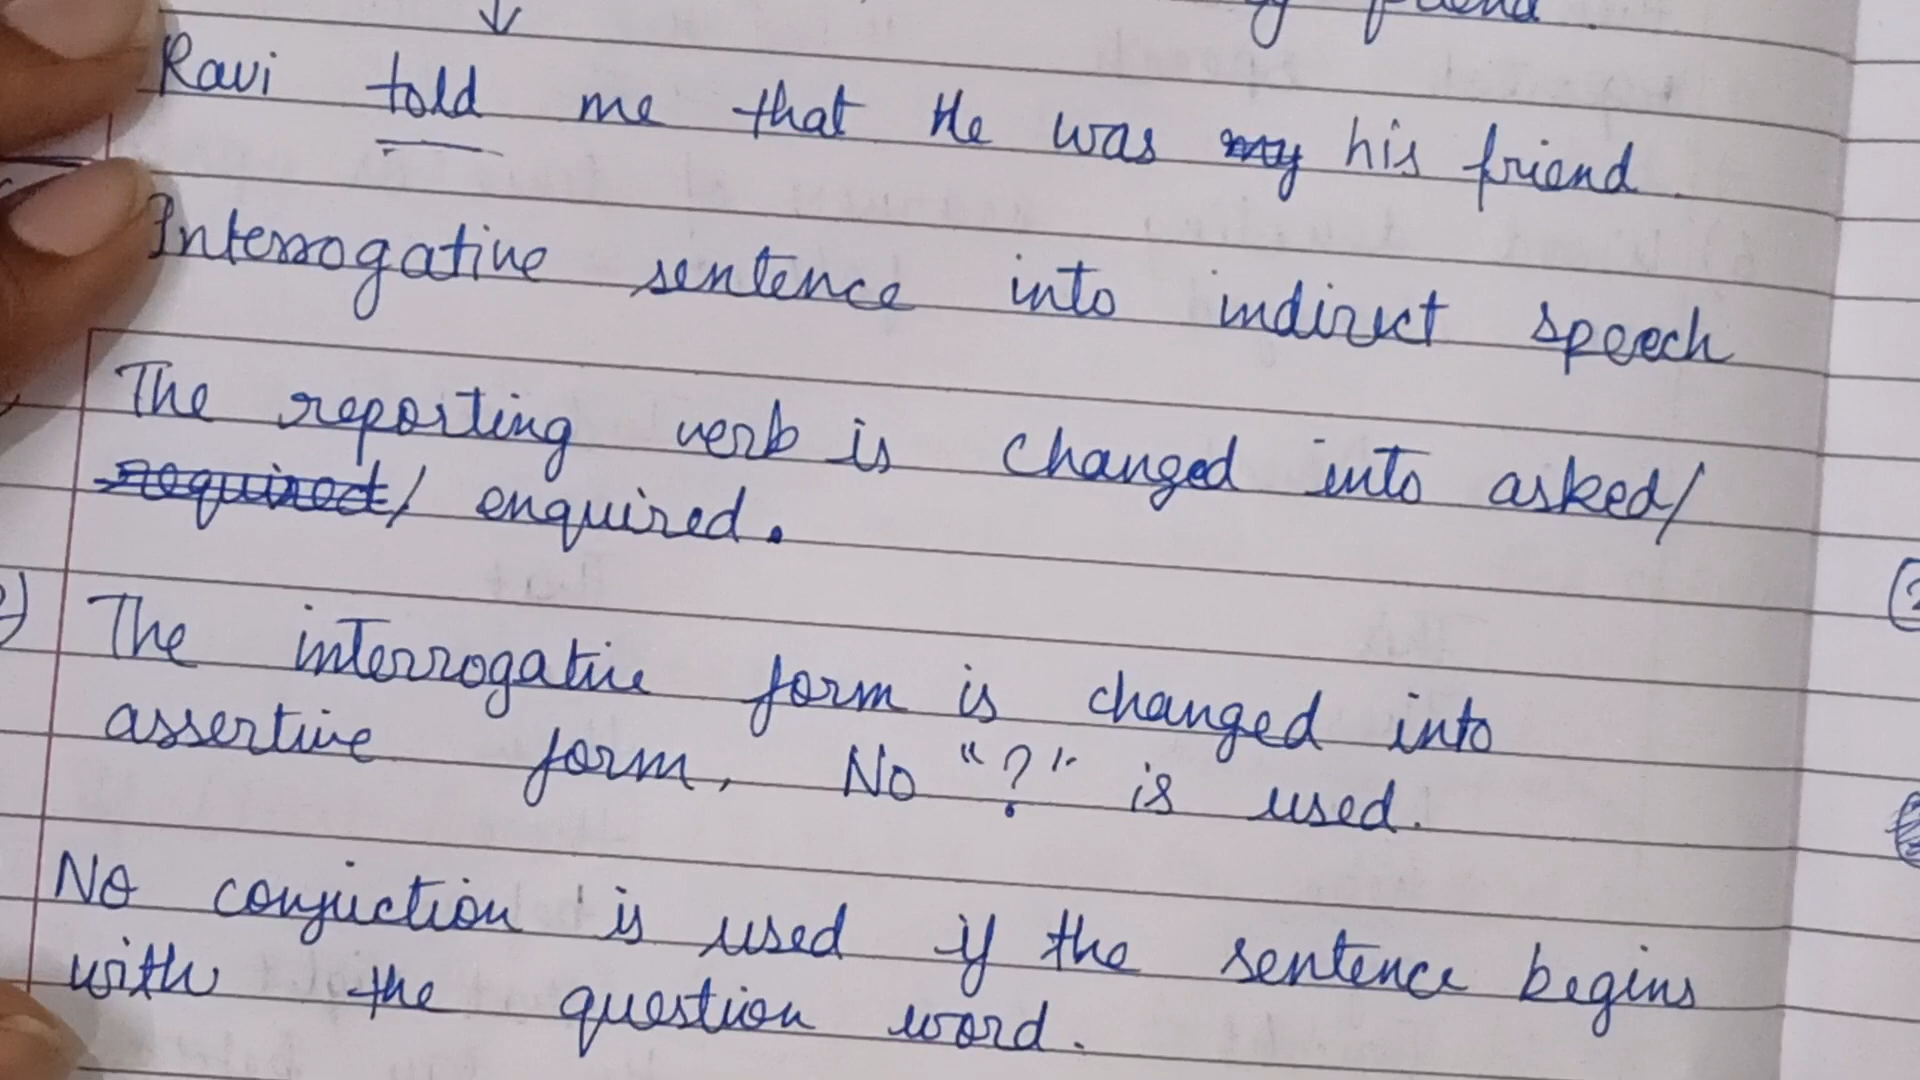 friend.
Ravi told me that He was my his friend.
Interrogative sentence into indirect speech
The reporting verb is changed into asked/
required/ enquired.
The interrogative form is changed into
assertive form, No "?" is used.
No conjuction is used if the sentence begins
with the question word.